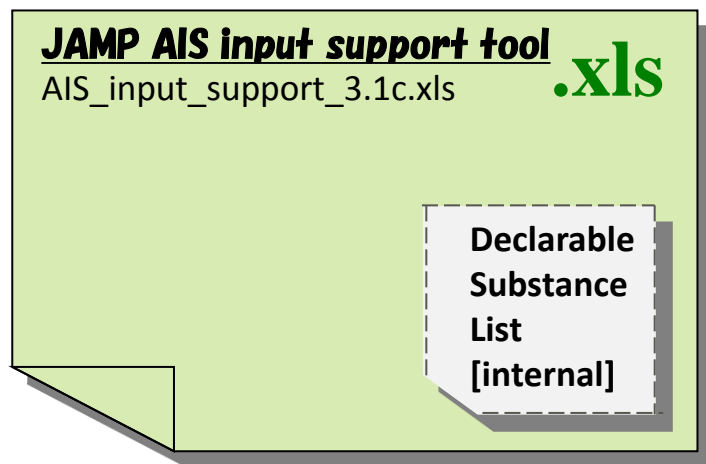 JAMP AIS input support tool
.xls
AIS_input_support_3.1c.xls
Declarable
Substance
List
[internal]